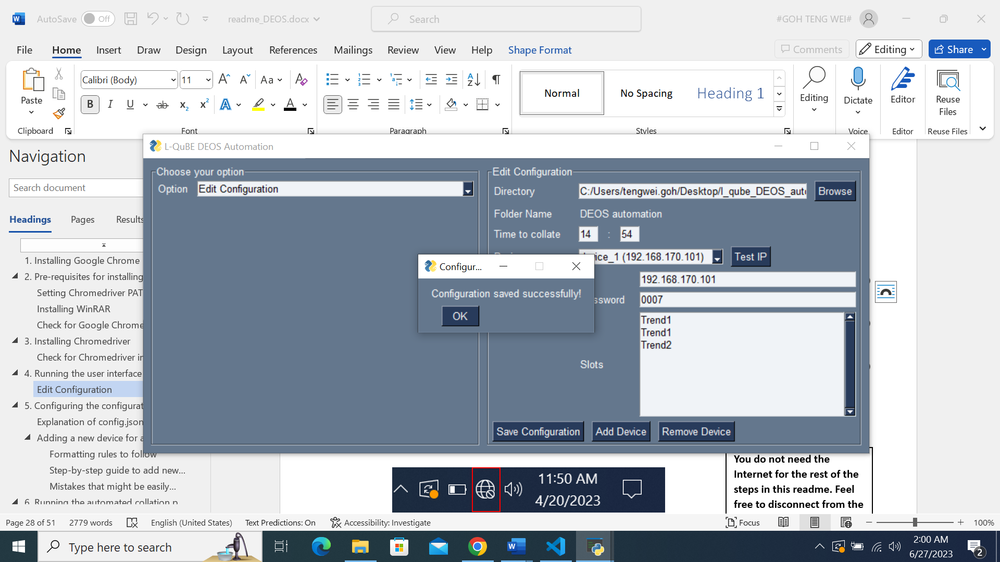 AutoSave
Off
readme_DEOS.docx
Search
#GOH TENG WEI#
File
Home
Insert
Draw
Design
Layout
References
Mailings
Review
View
Help
Shape Format
Comments
Editing
Share
Paste
Clipboard
Calibri (Body)
11
Font
Paragraph
Normal
No Spacing
Heading 1
Styles
Editing
Dictate
Voice
Editor
Editor
Reuse
Files
Reuse Files
Navigation
Search document
Headings
Pages
Results
1. Installing Google Chrome
2. Pre-requisites for installing
Setting Chromedriver PAT
Installing WinRAR
Check for Google Chrome
3. Installing Chromedriver
Check for Chromedriver in
4. Running the user interface
Edit Configuration
5. Configuring the configurat
Explanation of config.json
Adding a new device for a
Formatting rules to follow
Step-by-step guide to add new...
Mistakes that might be easily...
6. Running the automated collation p
L-QuBE DEOS Automation
Choose your option
Option
Edit Configuration
Edit Configuration
Directory
C:/Users/tengwei.goh/Desktop/l_qube_DEOS_auto
Browse
Folder Name
DEOS automation
Time to collate
14 : 54
device_1 (192.168.170.101)
Test IP
192.168.170.101
ssword
0007
Slots
Trend1
Trend1
Trend2
Save Configuration
Add Device
Remove Device
Configur...
Configuration saved successfully!
OK
11:50 AM
4/20/2023
You do not need the
Internet for the rest of the
steps in this readme. Feel
free to disconnect from the
Page 28 of 51
2779 words
English (United States)
Text Predictions: On
Accessibility: Investigate
Focus
100%
Type here to search
2:00 AM
6/27/2023
2